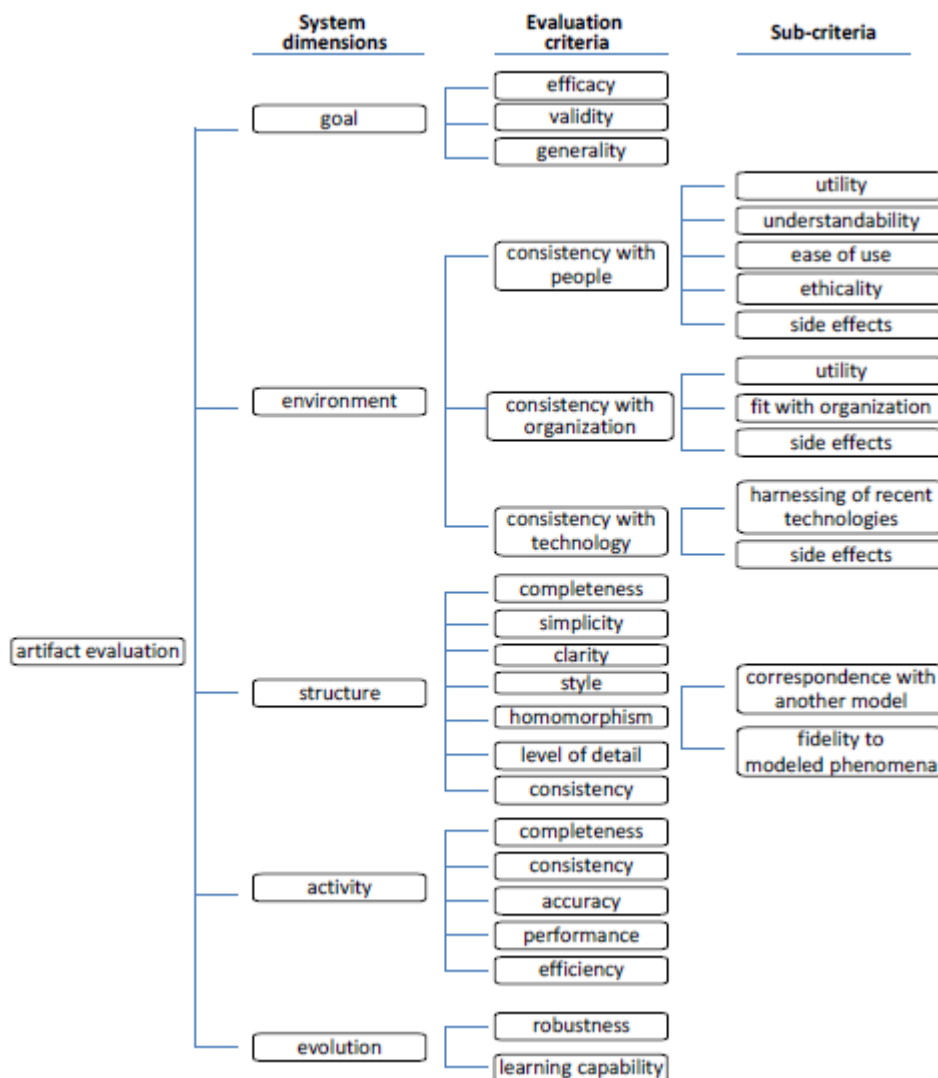 System
dimensions
Evaluation
criteria
Sub-criteria
artifact evaluation
goal
efficacy
validity
generality
environment
consistency with
people
utility
understandability
ease of use
ethicality
side effects
consistency with
organization
utility
fit with organization
side effects
consistency with
technology
harnessing of recent
technologies
side effects
structure
completeness
simplicity
clarity
style
homomorphism
correspondence with
another model
fidelity to
modeled phenomena
level of detail
consistency
activity
completeness
consistency
accuracy
performance
efficiency
evolution
robustness
learning capability